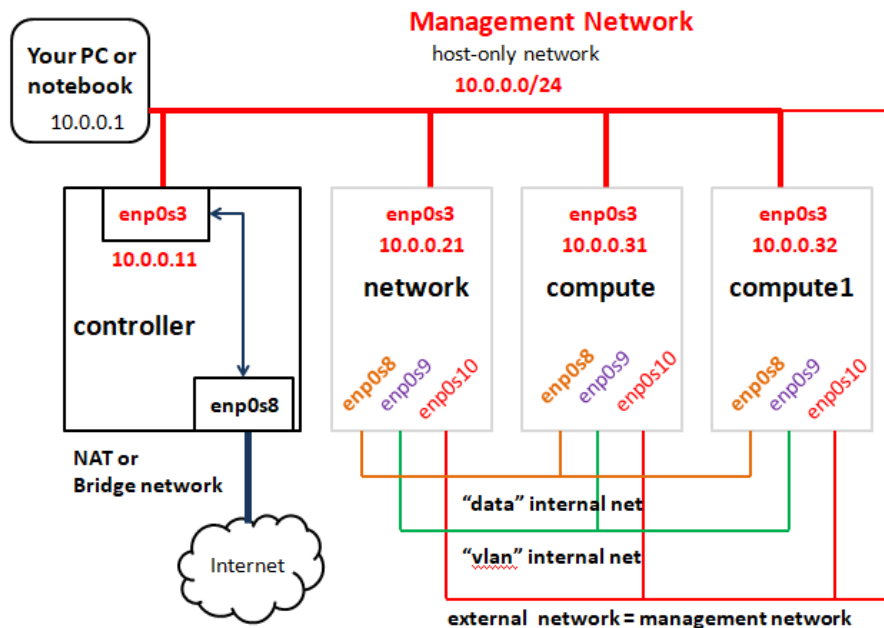 Management Network
host-only network
10.0.0.0/24
Your PC or
notebook
10.0.0.1
enp0s3
10.0.0.11
controller
enp0s8
NAT or
Bridge network
Internet
enp0s3
10.0.0.21
network
enp0s8
enp0s9
enp0s10
enp0s3
10.0.0.31
compute
enp0s8
enp0s9
enp0s10
enp0s3
10.0.0.32
compute1
enp0s8
enp0s9
enp0s10
“data” internal net
“vlan” internal net
external network = management network